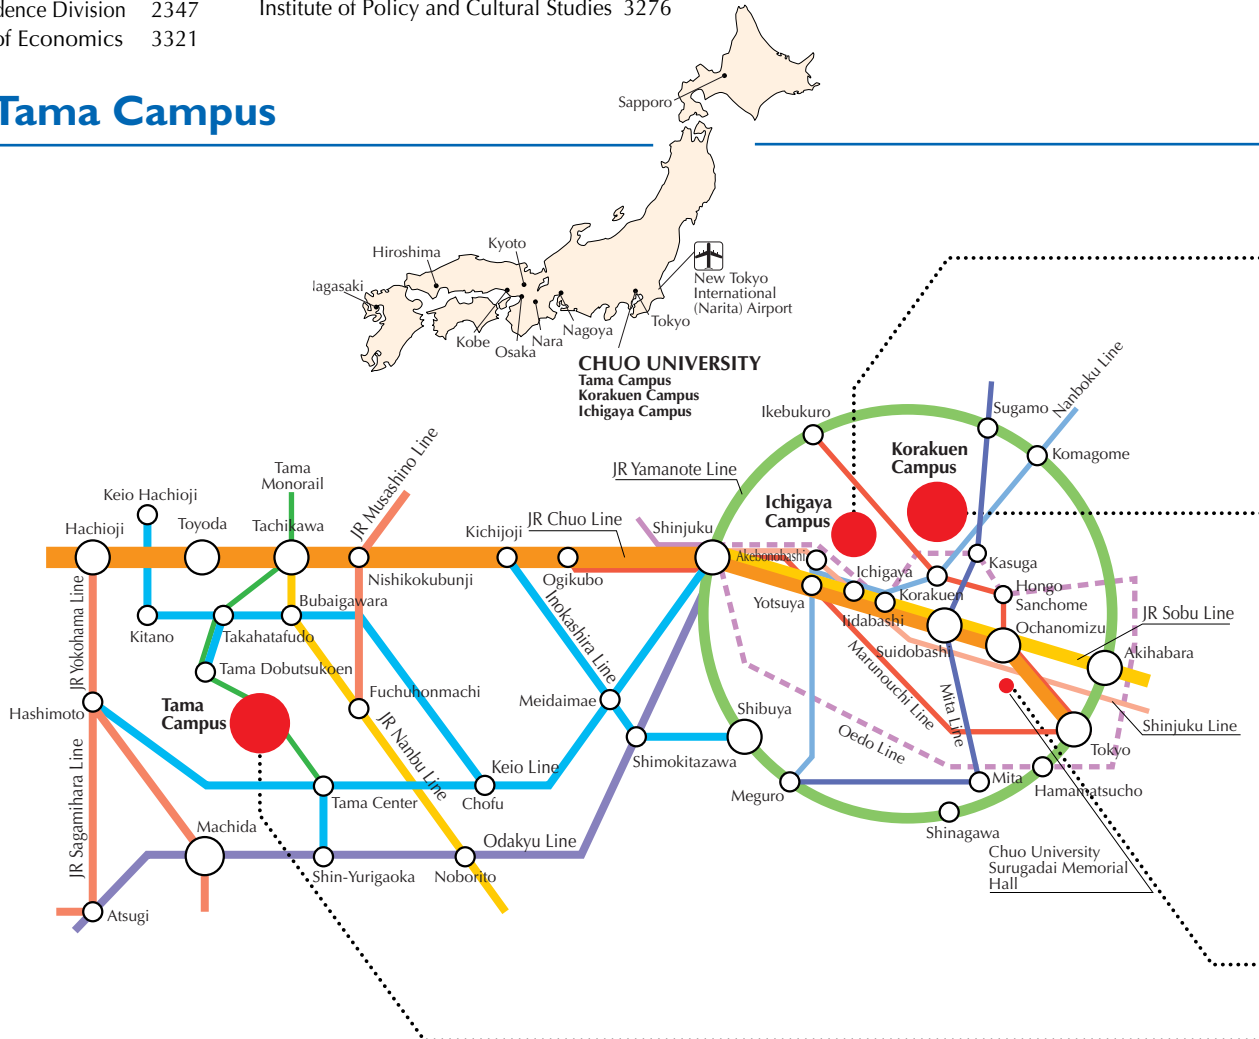 dence Division 2347
Institute of Policy and Cultural Studies 3276
of Economics 3321
Tama Campus
Sapporo
Kyoto
Hiroshima
Nagasaki
New Tokyo
International
(Narita) Airport
Tokyo
Nagoya
Kobe
Nara
Osaka
CHUO UNIVERSITY
Tama Campus
Korakuen Campus
Ichigaya Campus
Nanboku Line
Ikebukuro
Sugamo
Komagome
Korakuen
Campus
JR Musashino Line
Tama
Monorail
JR Yamanote Line
Keio Hachioji
Ichigaya
Campus
Hachioji
Toyoda
Tachikawa
Kichijoji
JR Chuo Line
Shinjuku
Akebonobashi
Kasuga
Nishikokubunji
Ogikubo
Ichigaya
Hongo
Sanchome
Yotsuya
Korakuen
Iidabashi
JR Sobu Line
Bubaigawara
Kitano
Takahatafudo
Inokashira Line
Ochanomizu
Suidobashi
Akihabara
JR Yokohama Line
Tama Dobutsukoen
Marunouchi Line
Mita Line
Fuchuhonmachi
Hashimoto
Tama
Campus
Meidaimae
Shibuya
JR Nanbu Line
Oedo Line
Shinjuku Line
Tokyo
Shimokitazawa
Keio Line
Tama Center
Chofu
Meguro
Mita
Hamamatsucho
JR Sagamihara Line
Machida
Odakyu Line
Shinagawa
Shin-Yurigaoka
Noborito
Chuo University
Surugadai Memorial
Hall
Atsugi